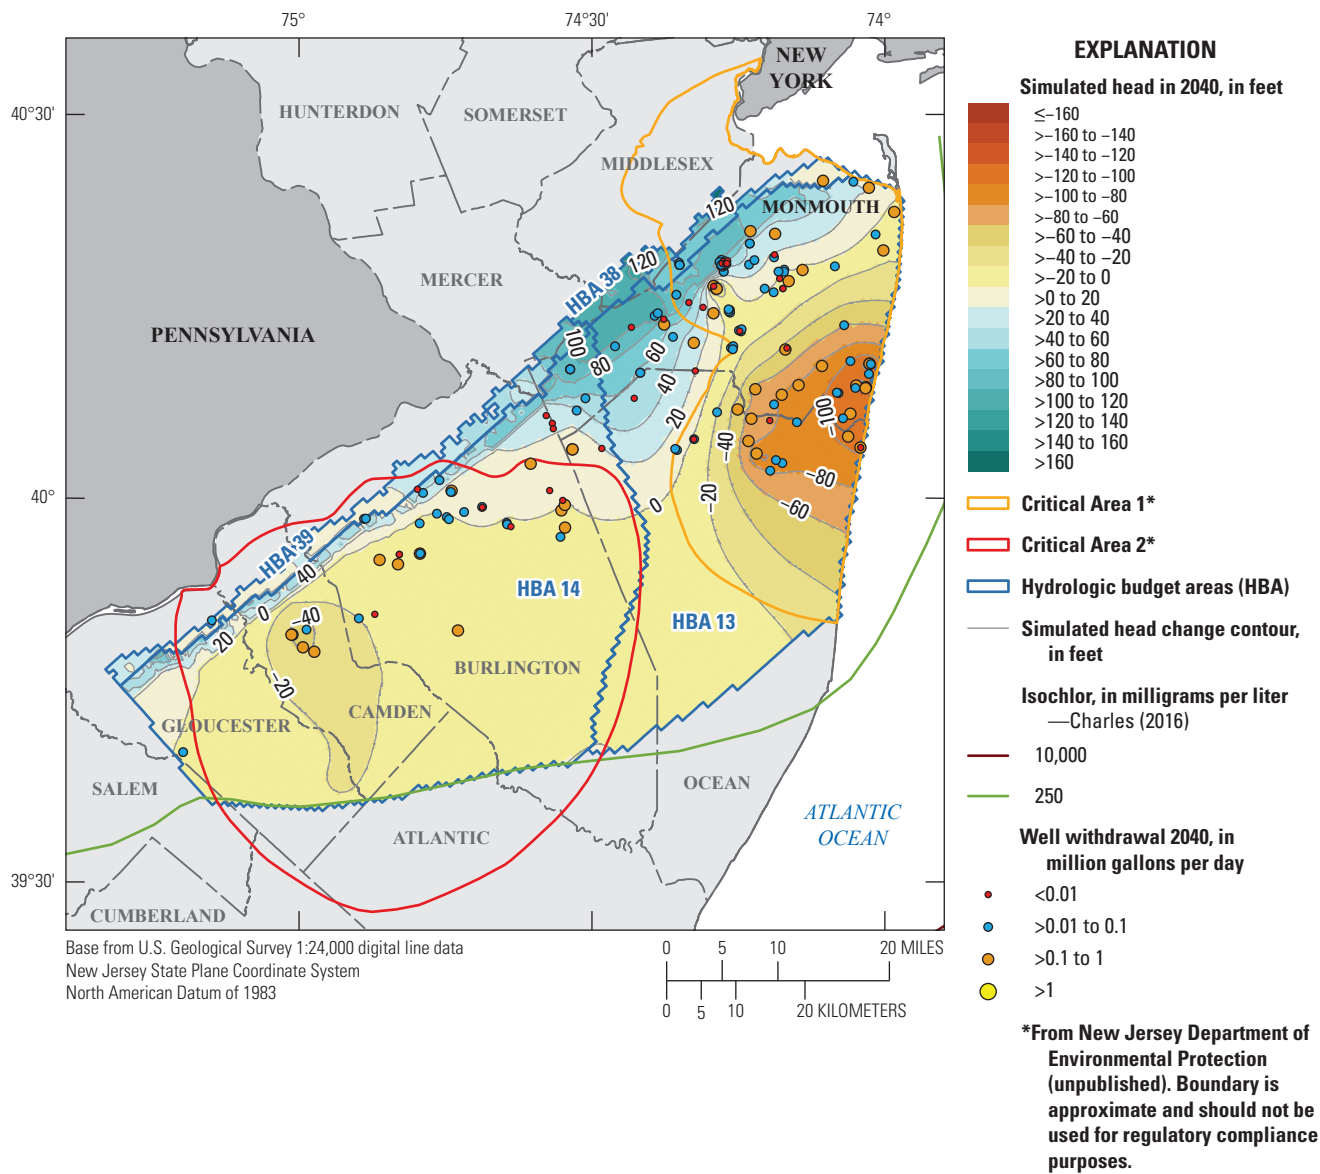 75°
74°30'
74°
40°30'
40°
39°30'
NEW
YORK
HUNTERDON
SOMERSET
MIDDLESEX
MONMOUTH
120
MERCER
120
HBA 38
PENNSYLVANIA
100
80
60
40
20
0
−20
−40
−100
−80
−60
HBA 39
40
0
20
−40
−20
HBA 14
HBA 13
BURLINGTON
GLOUCESTER
CAMDEN
SALEM
OCEAN
ATLANTIC
ATLANTIC
OCEAN
CUMBERLAND
Base from U.S. Geological Survey 1:24,000 digital line data
New Jersey State Plane Coordinate System
North American Datum of 1983
0 5 10 20 MILES
0 5 10 20 KILOMETERS
EXPLANATION
Simulated head in 2040, in feet
≤−160
>−160 to −140
>−140 to −120
>−120 to −100
>−100 to −80
>−80 to −60
>−60 to −40
>−40 to −20
>−20 to 0
>0 to 20
>20 to 40
>40 to 60
>60 to 80
>80 to 100
>100 to 120
>120 to 140
>140 to 160
>160
Critical Area 1*
Critical Area 2*
Hydrologic budget areas (HBA)
Simulated head change contour,
in feet
Isochlor, in milligrams per liter
—Charles (2016)
10,000
250
Well withdrawal 2040, in
million gallons per day
<0.01
>0.01 to 0.1
>0.1 to 1
>1
*From New Jersey Department of
Environmental Protection
(unpublished). Boundary is
approximate and should not be
used for regulatory compliance
purposes.